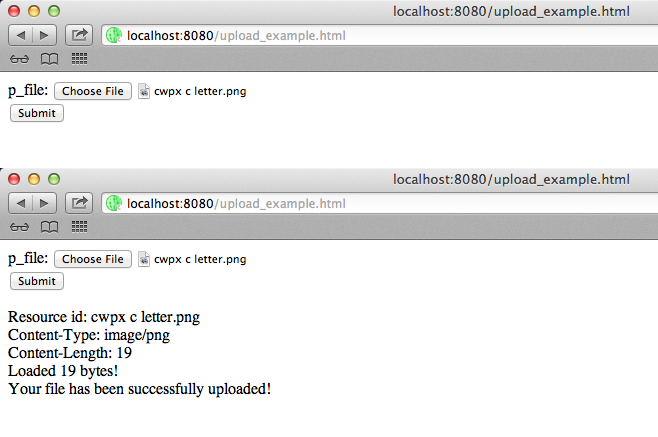 localhost:8080/upload_example.html
localhost:8080/upload_example.html
p_file: Choose File cwpx c letter.png
Submit
localhost:8080/upload_example.html
localhost:8080/upload_example.html
p_file: Choose File cwpx c letter.png
Submit
Resource id: cwpx c letter.png
Content-Type: image/png
Content-Length: 19
Loaded 19 bytes!
Your file has been successfully uploaded!